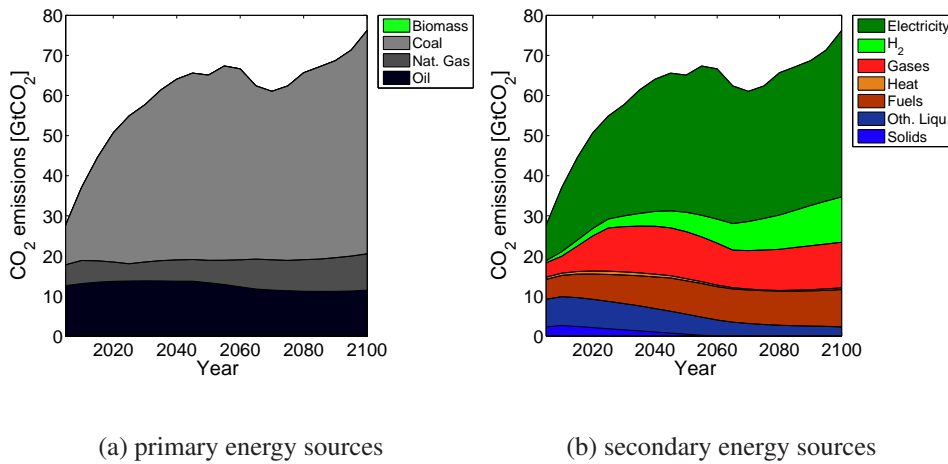 80
70
60
50
40
30
20
10
0
CO2 emissions [GtCO2]
2020 2040 2060 2080 2100
Year
Biomass
Coal
Nat. Gas
Oil
(a) primary energy sources
80
70
60
50
40
30
20
10
0
CO2 emissions [GtCO2]
2020 2040 2060 2080 2100
Year
Electricity
H2
Gases
Heat
Fuels
Oth. Liqu.
Solids
(b) secondary energy sources